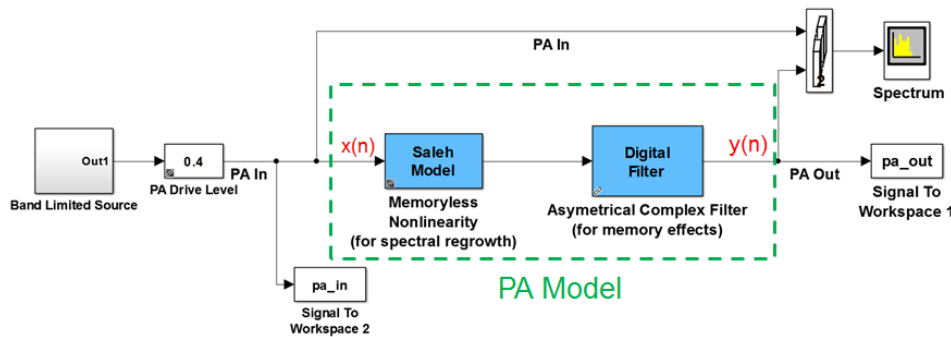 PA In
2
Spectrum
Out1
Band Limited Source
0.4
PA Drive Level
PA In
x(n)
Saleh
Model
Memoryless
Nonlinearity
(for spectral regrowth)
Digital
Filter
Asymetrical Complex Filter
(for memory effects)
y(n)
PA Out
pa_out
Signal To
Workspace 1
pa_in
Signal To
Workspace 2
PA Model